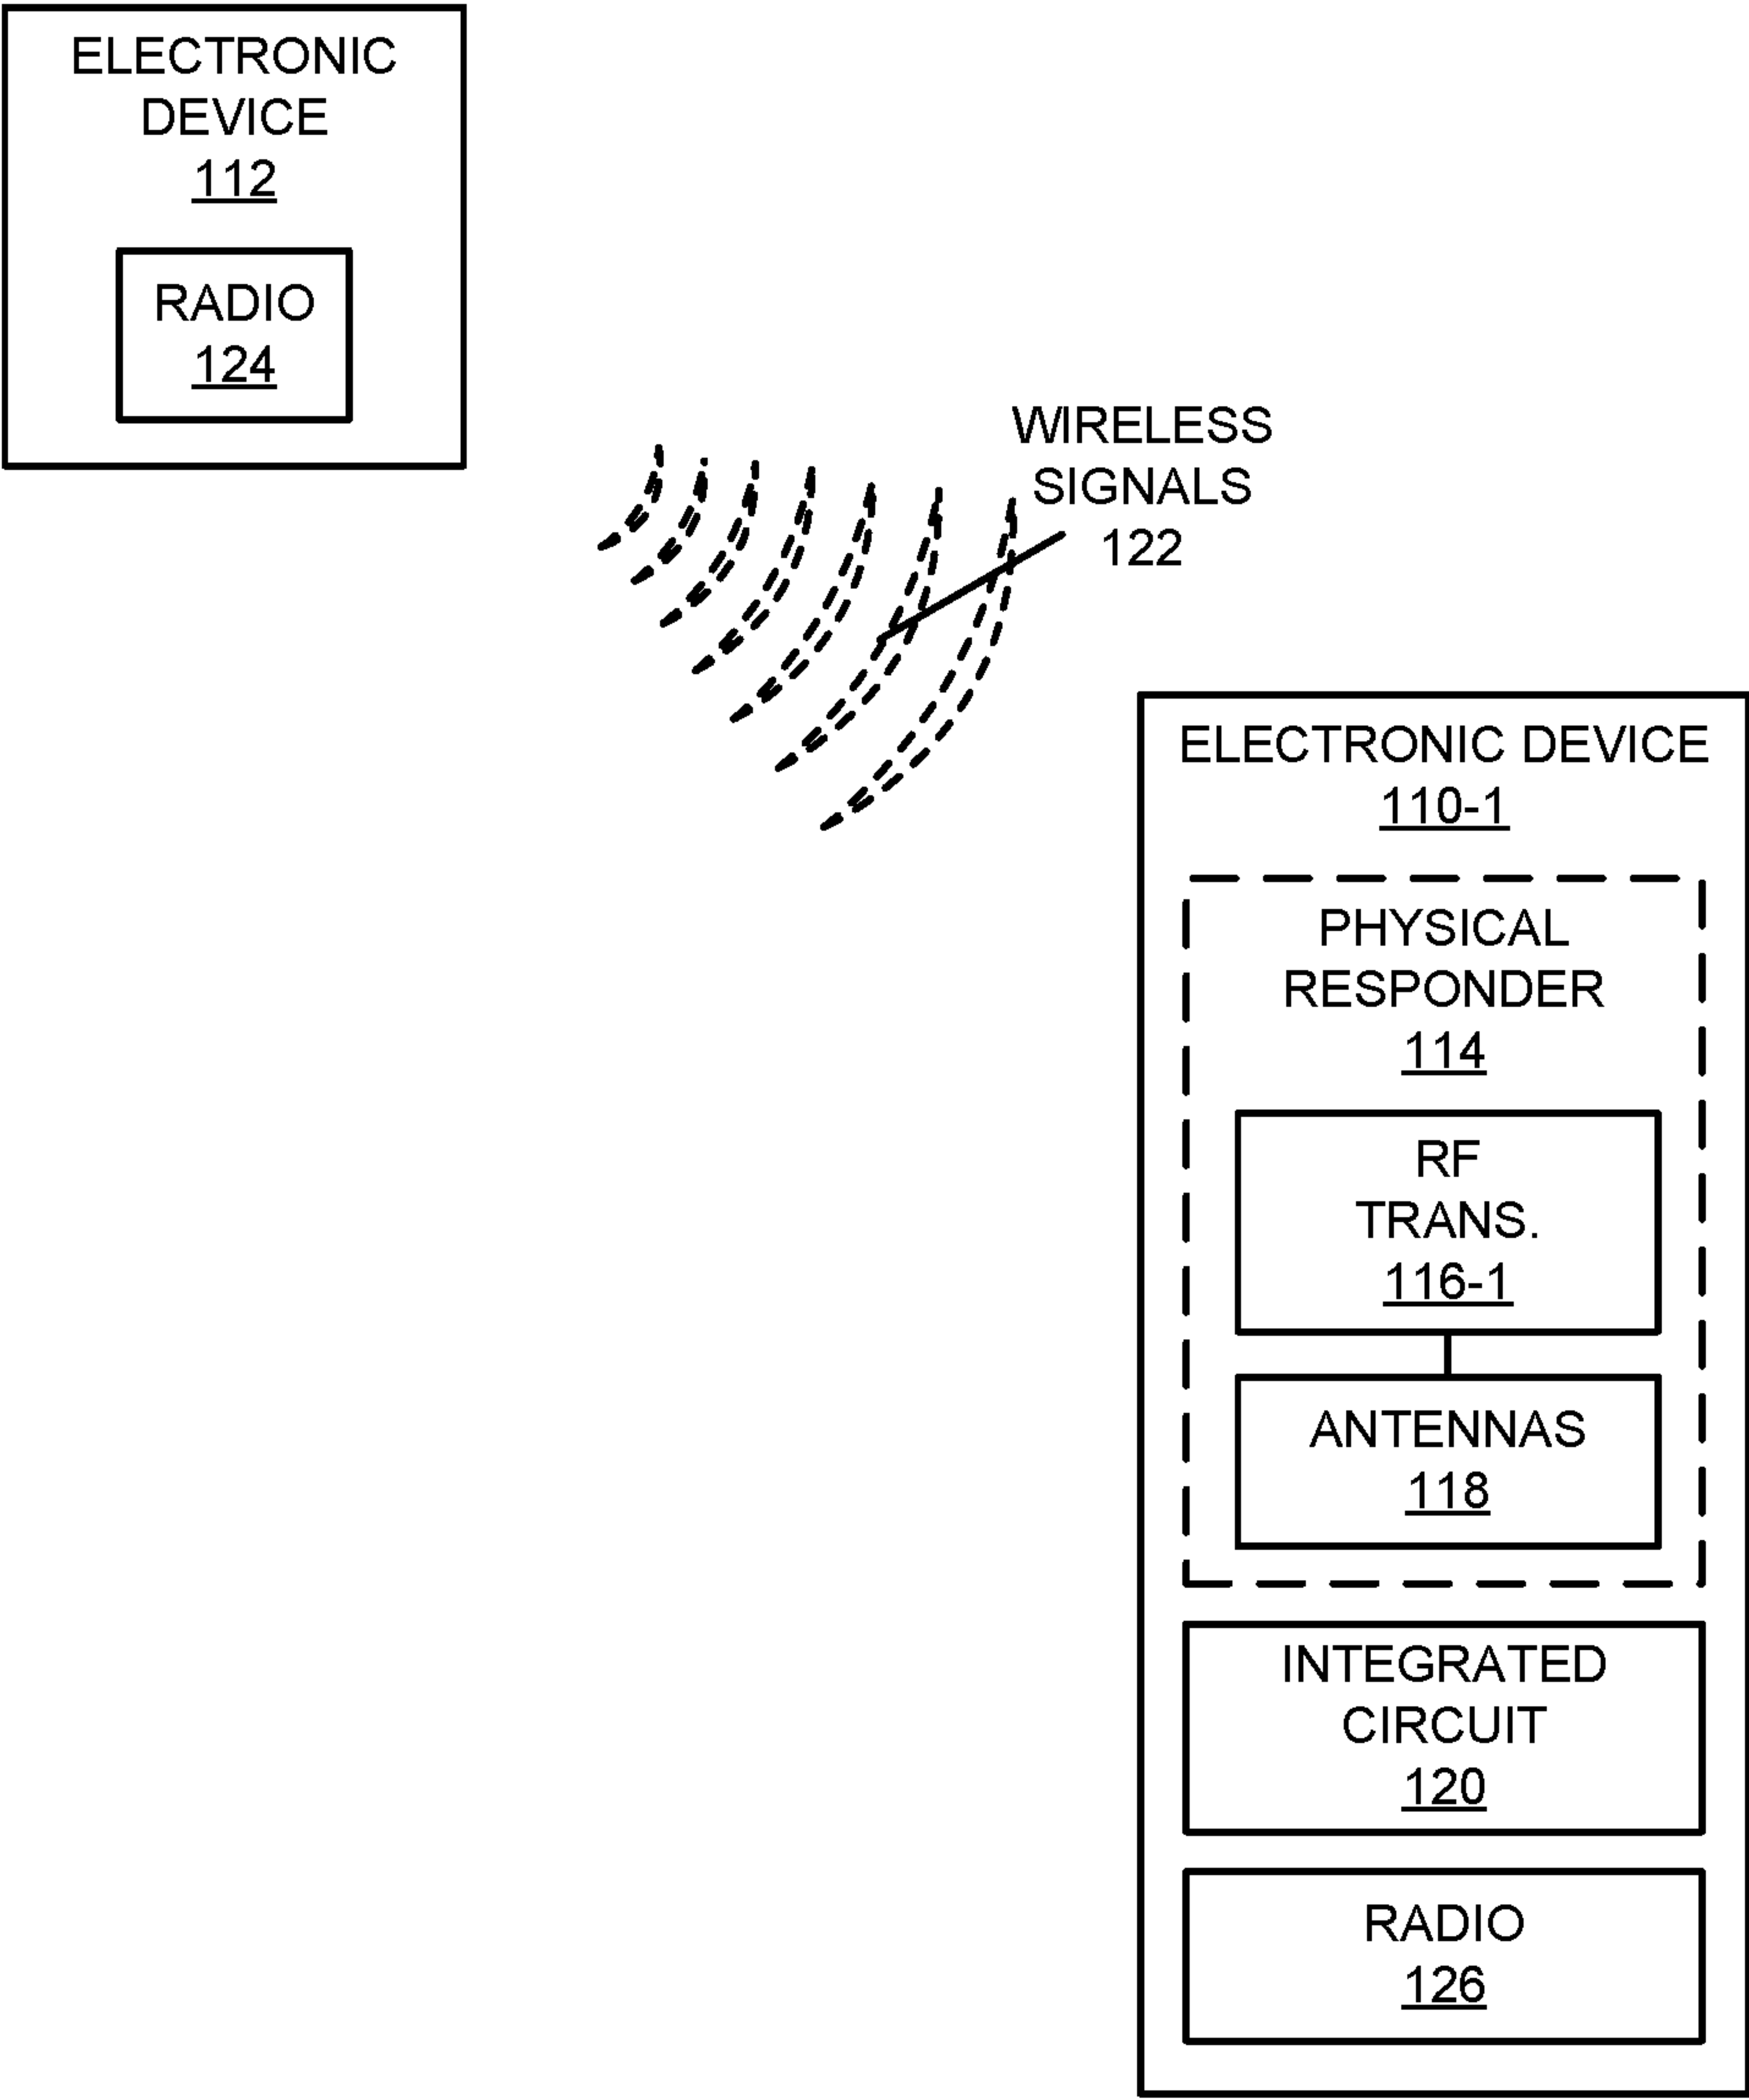 ELECTRONIC
DEVICE
112
RADIO
124
WIRELESS
SIGNALS
122
ELECTRONIC DEVICE
110-1
PHYSICAL
RESPONDER
114
RF
TRANS.
116-1
ANTENNAS
118
INTEGRATED
CIRCUIT
120
RADIO
126